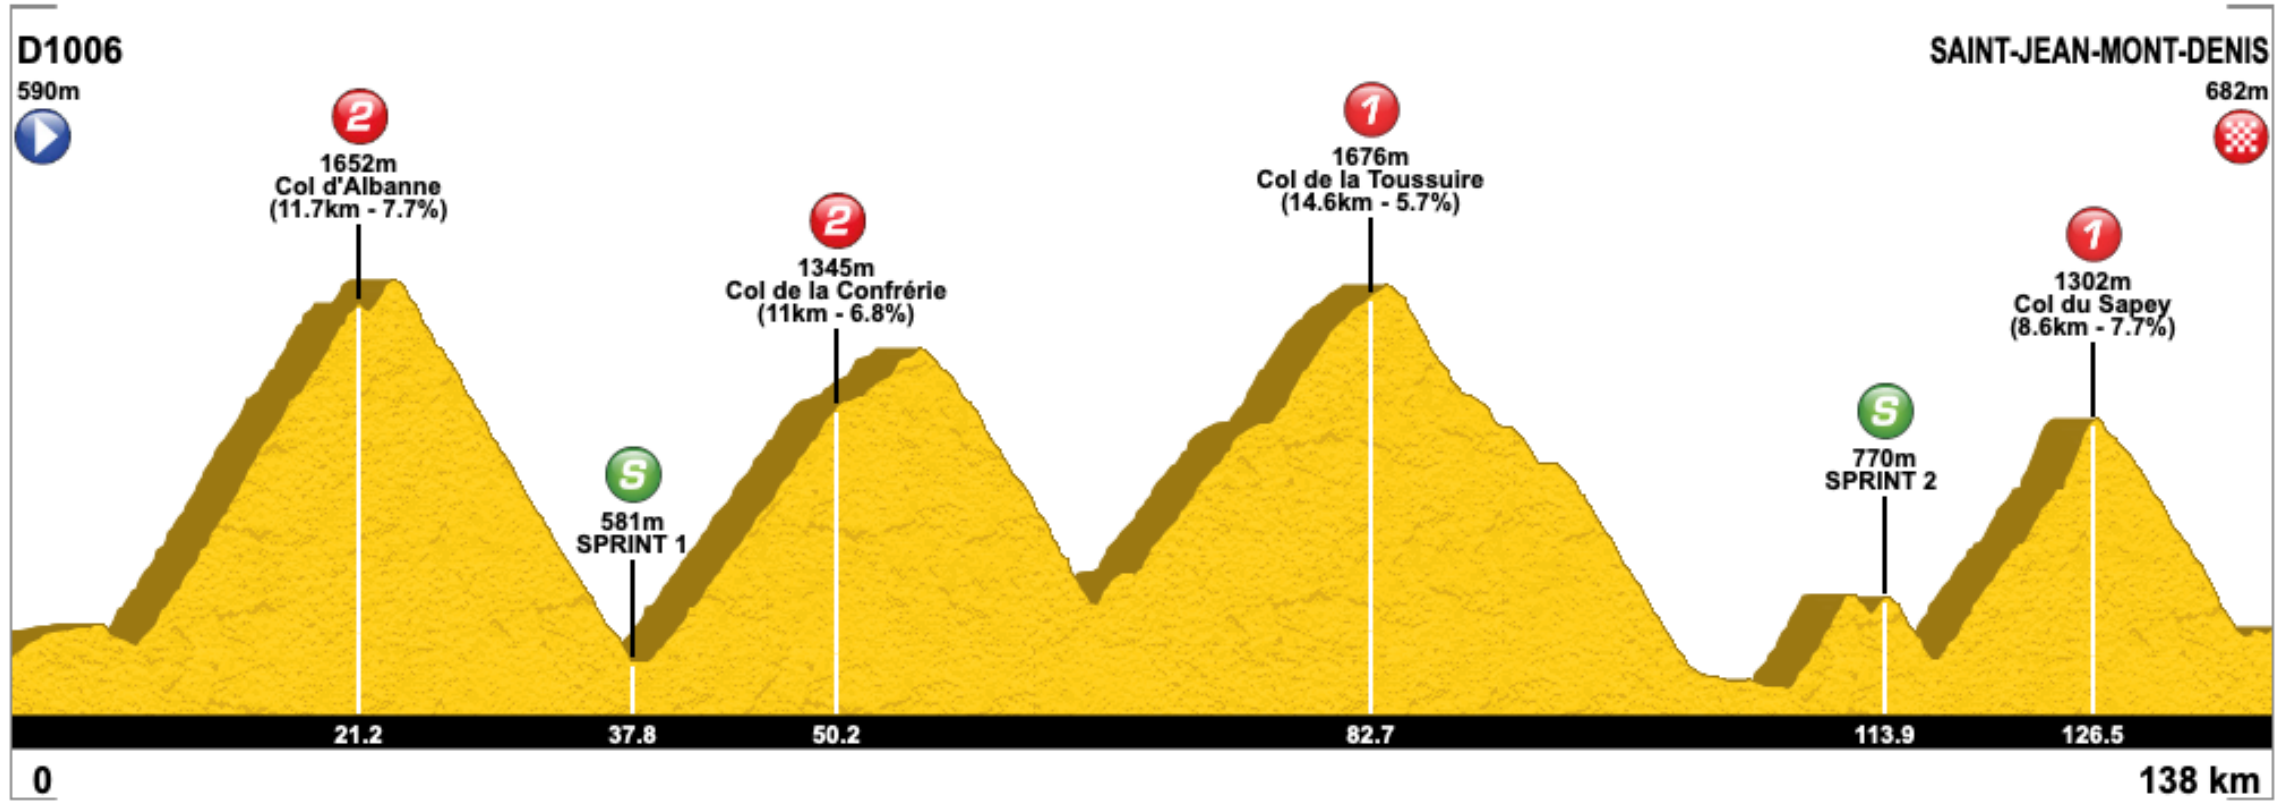 D1006
590m
SAINT-JEAN-MONT-DENIS
682m
2
1652m
Col d'Albanne
(11.7km - 7.7%)
S
581m
SPRINT 1
2
1345m
Col de la Confrérie
(11km - 6.8%)
1
1676m
Col de la Toussuire
(14.6km - 5.7%)
S
770m
SPRINT 2
1
1302m
Col du Sapey
(8.6km - 7.7%)
21.2
37.8
50.2
82.7
113.9
126.5
0
138 km